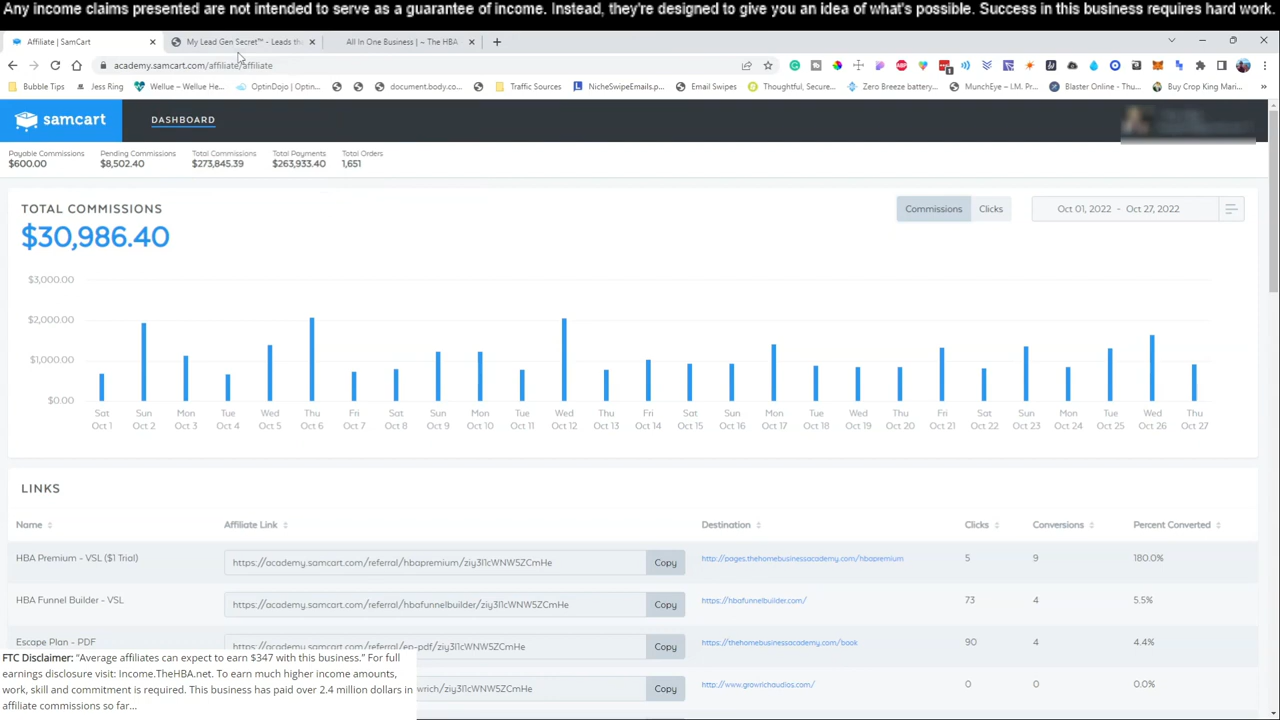 Any income claims presented are not intended to serve as a guarantee of income. Instead, they're designed to give you an idea of what's possible. Success in this business requires hard work.
Affiliate | SamCart
My Lead Gen Secret™ - Leads th
All In One Business | ~ The HBA
academy.samcart.com/affiliate/affiliate
Bubble Tips
Jess Ring
Wellue – Wellue He...
OptinDojo | Optin...
document.body.co...
Traffic Sources
NicheSwipeEmails.p...
Email Swipes
Thoughtful, Secure...
Zero Breeze battery...
MunchEye – I.M. Pr...
Blaster Online - Thu...
Buy Crop King Mari...
samcart
DASHBOARD
Payable Commissions
Pending Commissions
Total Commissions
Total Payments
Total Orders
$600.00
$8,502.40
$273,845.39
$263,933.40
1,651
TOTAL COMMISSIONS
Commissions
Clicks
Oct 01, 2022 - Oct 27, 2022
$30,986.40
$3,000.00
$2,000.00
$1,000.00
$0.00
Sat Sun Mon Tue Wed Thu Fri Sat Sun Mon Tue Wed Thu Fri Sat Sun Mon Tue Wed Thu Fri Sat Sun Mon Tue Wed Thu
Oct 1 Oct 2 Oct 3 Oct 4 Oct 5 Oct 6 Oct 7 Oct 8 Oct 9 Oct 10 Oct 11 Oct 12 Oct 13 Oct 14 Oct 15 Oct 16 Oct 17 Oct 18 Oct 19 Oct 20 Oct 21 Oct 22 Oct 23 Oct 24 Oct 25 Oct 26 Oct 27
LINKS
Name
Affiliate Link
Destination
Clicks
Conversions
Percent Converted
HBA Premium - VSL ($1 Trial)
https://academy.samcart.com/referral/hbapremium/ziy3l1cWNW5ZCmHe
Copy
http://pages.thehomebusinessacademy.com/hbapremium
5
9
180.0%
HBA Funnel Builder - VSL
https://academy.samcart.com/referral/hbafunnelbuilder/ziy3l1cWNW5ZCmHe
Copy
https://hbafunnelbuilder.com/
73
4
5.5%
Escape Plan - PDF
https://academy.samcart.com/referral/en-pdf/ziy3l1cWNW5ZCmHe
Copy
https://thehomebusinessacademy.com/book
90
4
4.4%
wrich/ziy3l1cWNW5ZCmHe
Copy
http://www.growrichaudios.com/
0
0
0.0%
FTC Disclaimer: "Average affiliates can expect to earn $347 with this business." For full
earnings disclosure visit: Income.TheHBA.net. To earn much higher income amounts,
work, skill and commitment is required. This business has paid over 2.4 million dollars in
affiliate commissions so far...